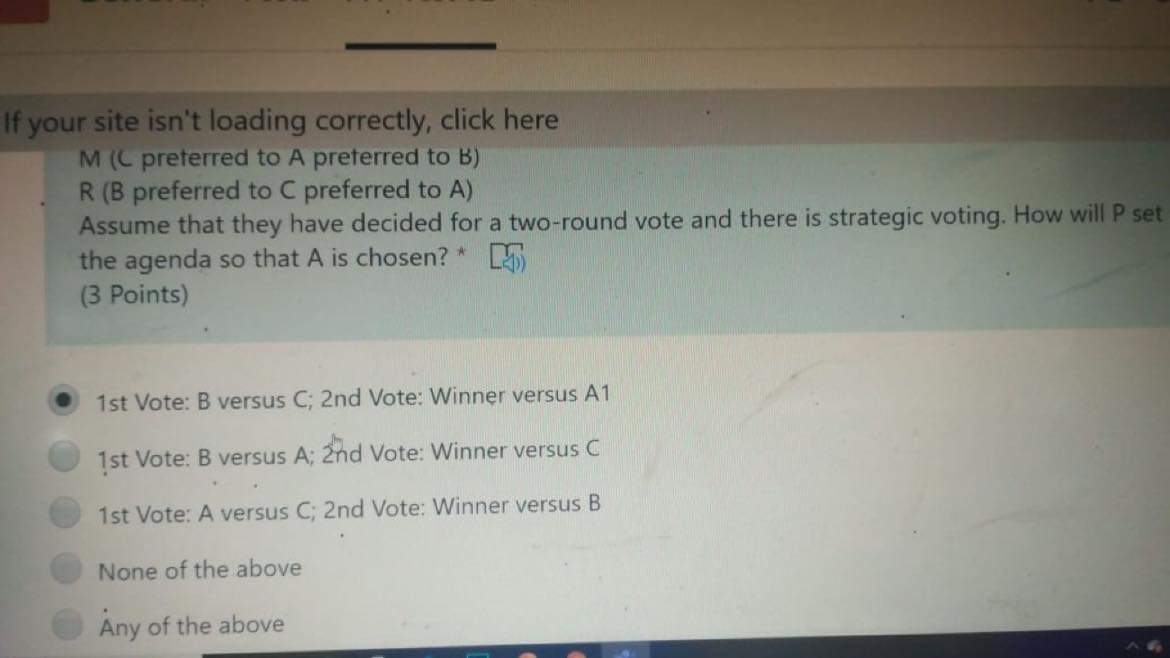 If your site isn't loading correctly, click here
M (C preferred to A preferred to B)
R (B preferred to C preferred to A)
Assume that they have decided for a two-round vote and there is strategic voting. How will P set
the agenda so that A is chosen? *
(3 Points)
1st Vote: B versus C; 2nd Vote: Winner versus A1
1st Vote: B versus A; 2nd Vote: Winner versus C
1st Vote: A versus C; 2nd Vote: Winner versus B
None of the above
Any of the above